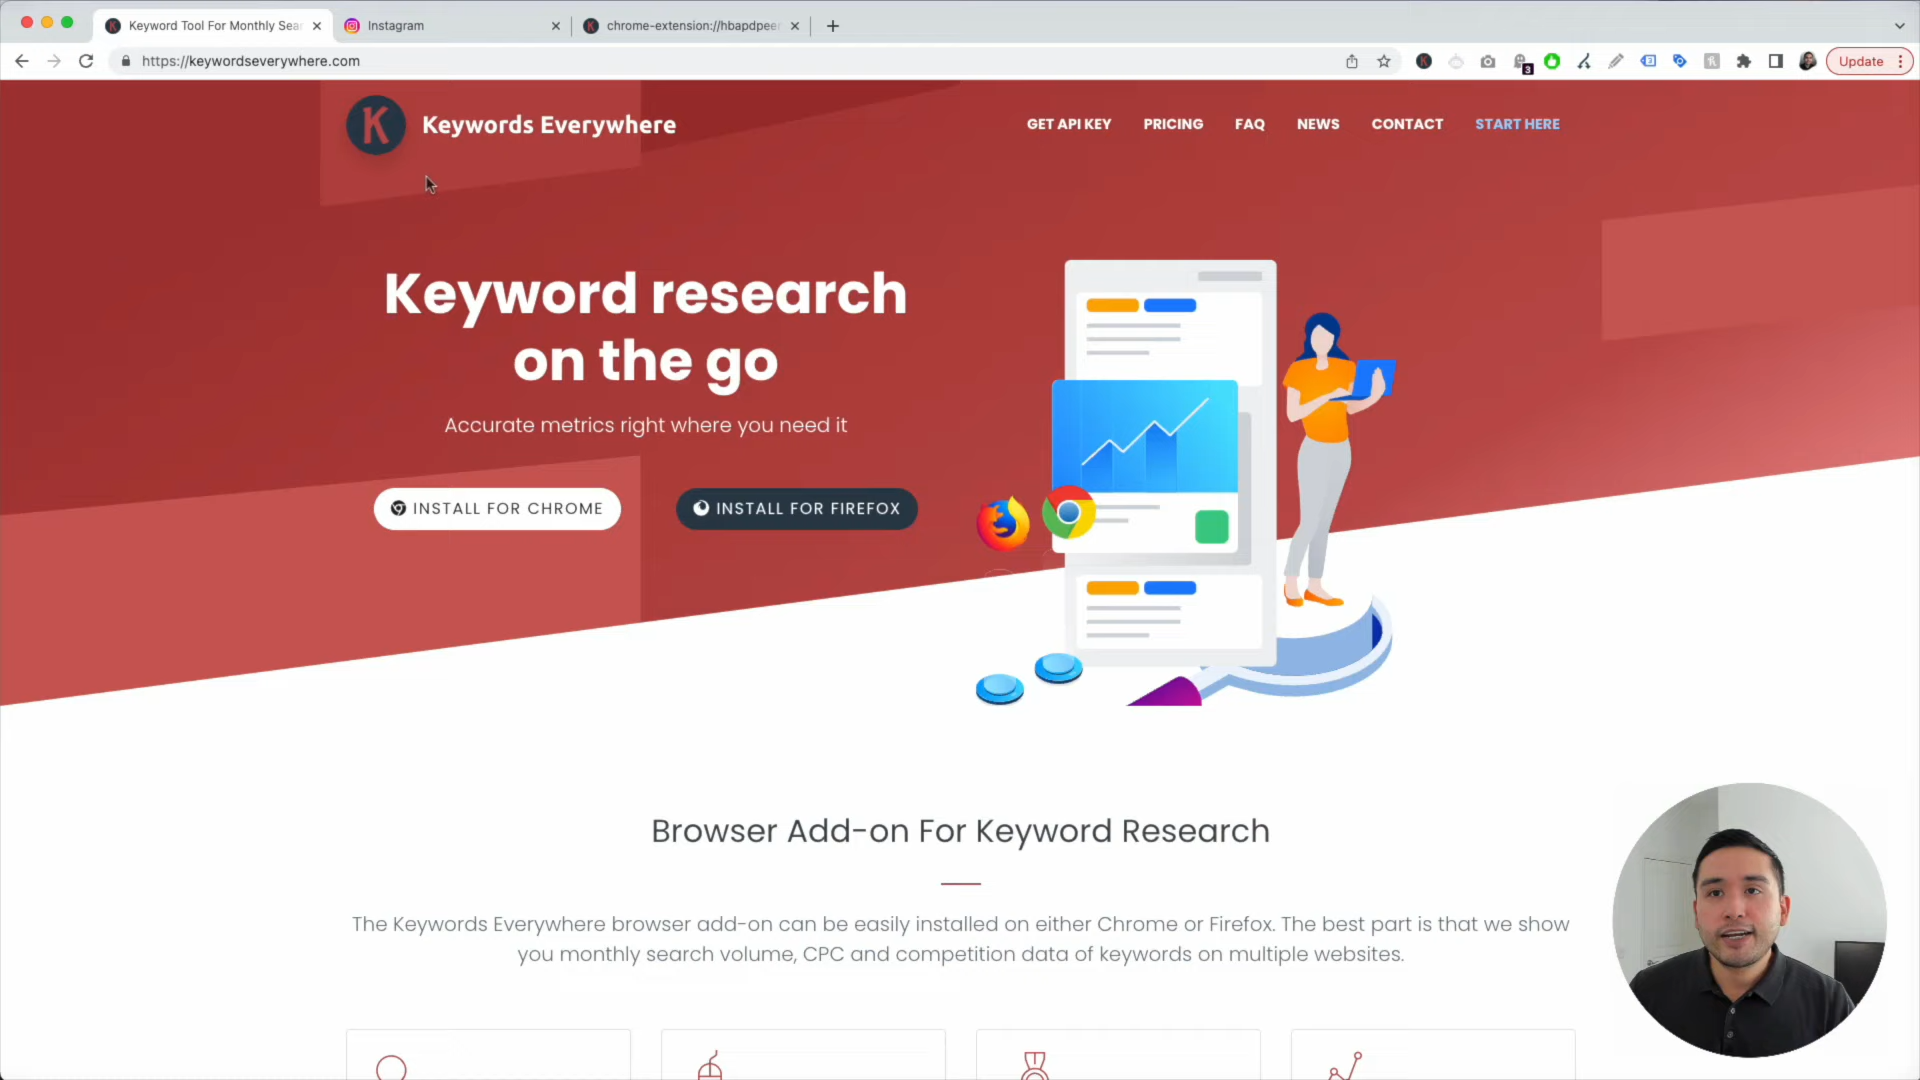 Keyword Tool For Monthly Sear
Instagram
chrome-extension://hbapdpeer
https://keywordseverywhere.com
3
Update
K
Keywords Everywhere
GET API KEY
PRICING
FAQ
NEWS
CONTACT
START HERE
Keyword research
on the go
Accurate metrics right where you need it
INSTALL FOR CHROME
INSTALL FOR FIREFOX
Browser Add-on For Keyword Research
The Keywords Everywhere browser add-on can be easily installed on either Chrome or Firefox. The best part is that we show
you monthly search volume, CPC and competition data of keywords on multiple websites.